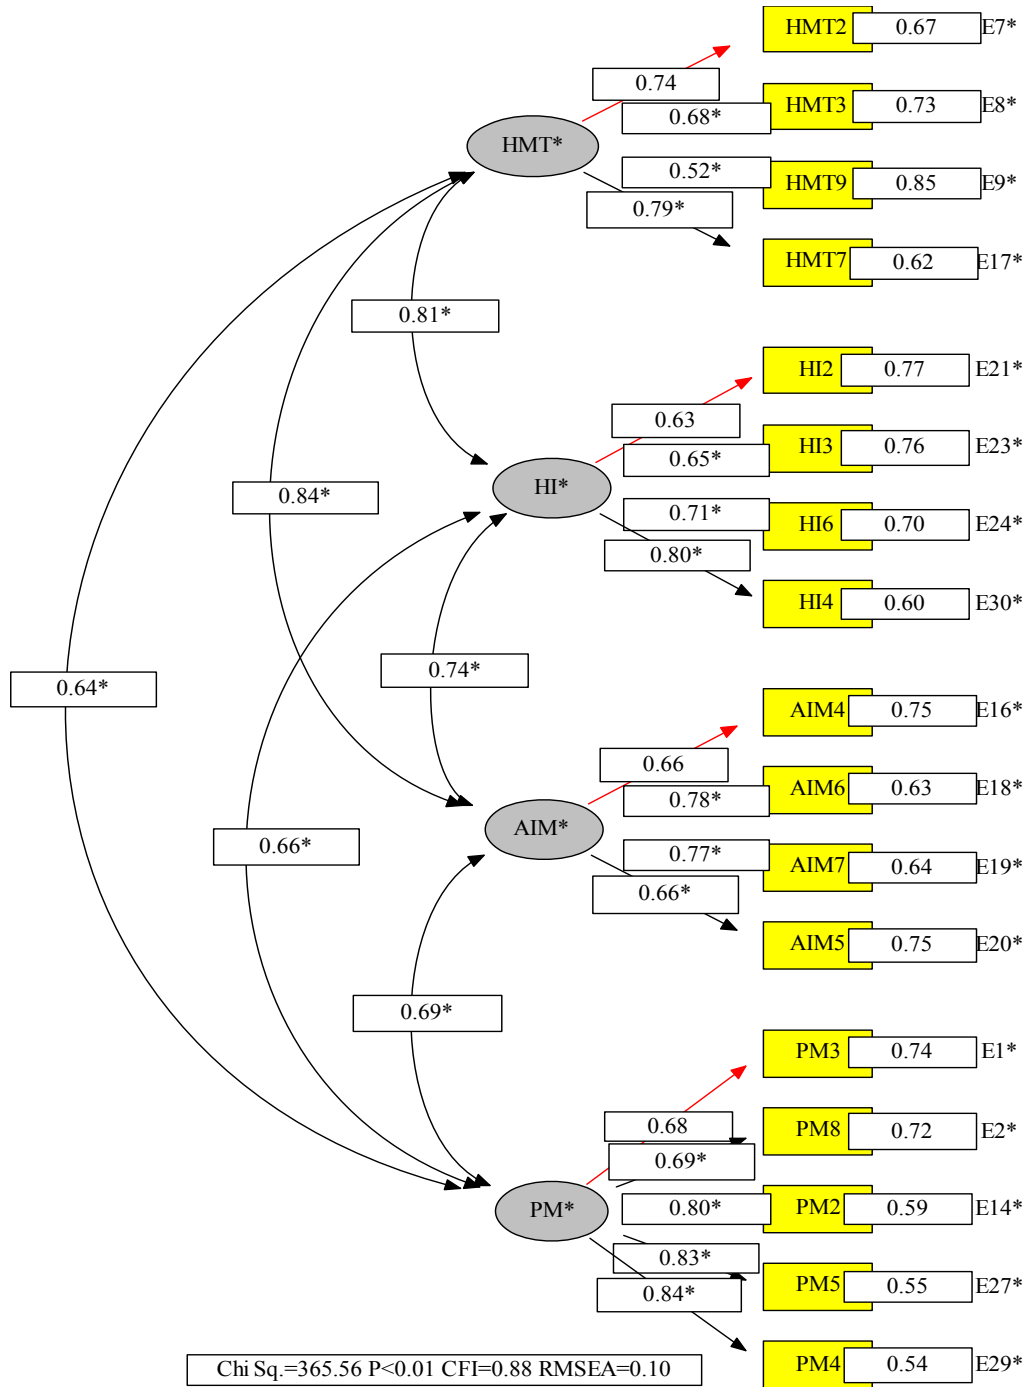 HMT2 0.67 E7*
0.74
0.68* HMT3 0.73 E8*
HMT*
0.52* HMT9 0.85 E9*
0.79*
HMT7 0.62 E17*
0.81*
HI2 0.77 E21*
0.63
0.65* HI3 0.76 E23*
HI*
0.84*
0.71* HI6 0.70 E24*
0.80*
HI4 0.60 E30*
0.74*
0.64*
AIM4 0.75 E16*
0.66
0.78* AIM6 0.63 E18*
AIM*
0.66*
0.77* AIM7 0.64 E19*
0.66*
AIM5 0.75 E20*
0.69*
PM3 0.74 E1*
0.68
PM8 0.72 E2*
0.69*
PM*
0.80* PM2 0.59 E14*
0.83*
PM5 0.55 E27*
0.84*
PM4 0.54 E29*
Chi Sq.=365.56 P<0.01 CFI=0.88 RMSEA=0.10